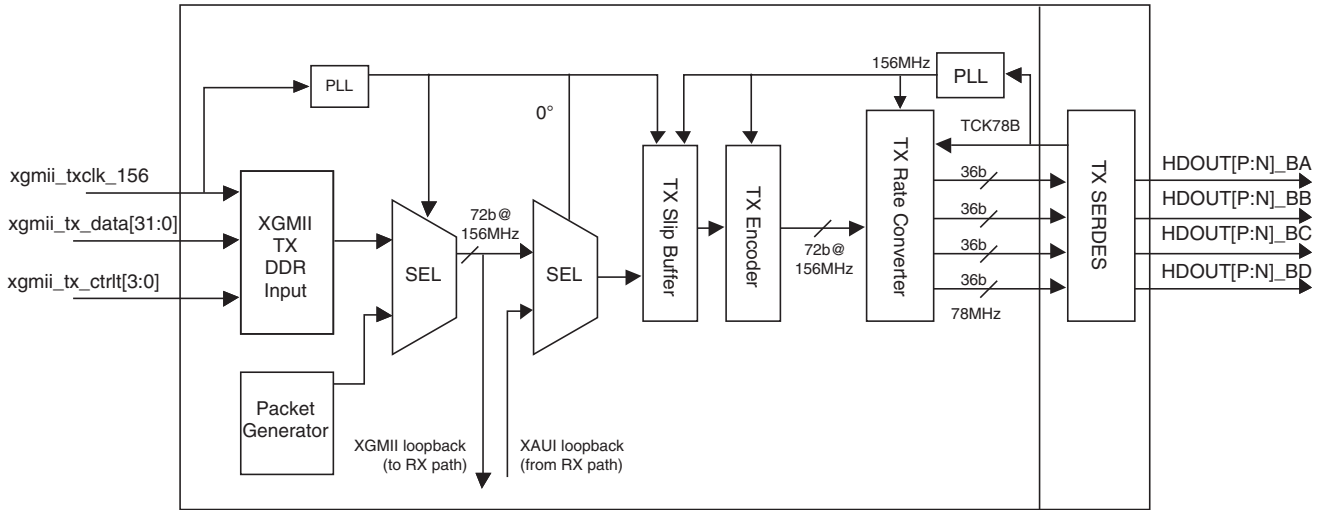 156MHz
PLL
PLL
0°
TCK78B
xgmii_txclk_156
xgmii_tx_data[31:0]
xgmii_tx_ctrlt[3:0]
XGMII
TX
DDR
Input
SEL
72b@
156MHz
SEL
TX Slip Buffer
TX Encoder
72b@
156MHz
TX Rate Converter
36b
36b
36b
36b
78MHz
TX SERDES
HDOUT[P:N]_BA
HDOUT[P:N]_BB
HDOUT[P:N]_BC
HDOUT[P:N]_BD
Packet
Generator
XGMII loopback
(to RX path)
XAUI loopback
(from RX path)